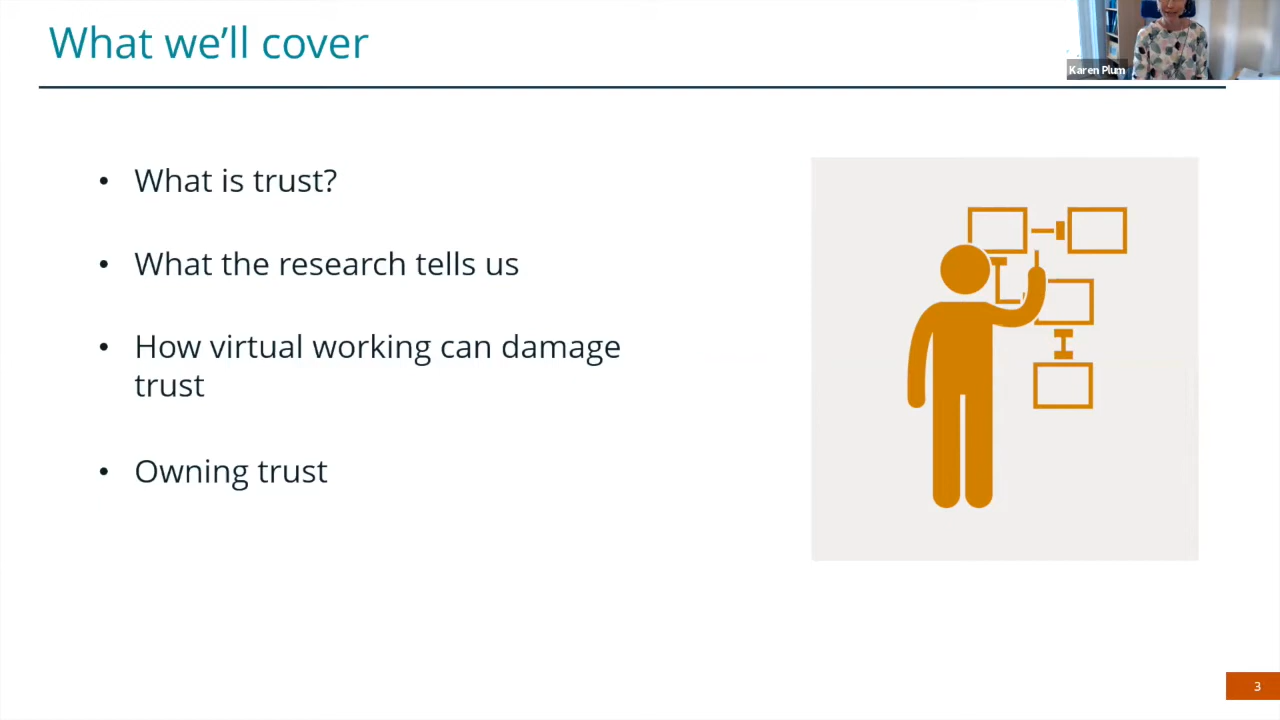 What we’ll cover
Karen Plum
• What is trust?
• What the research tells us
• How virtual working can damage
trust
• Owning trust
3